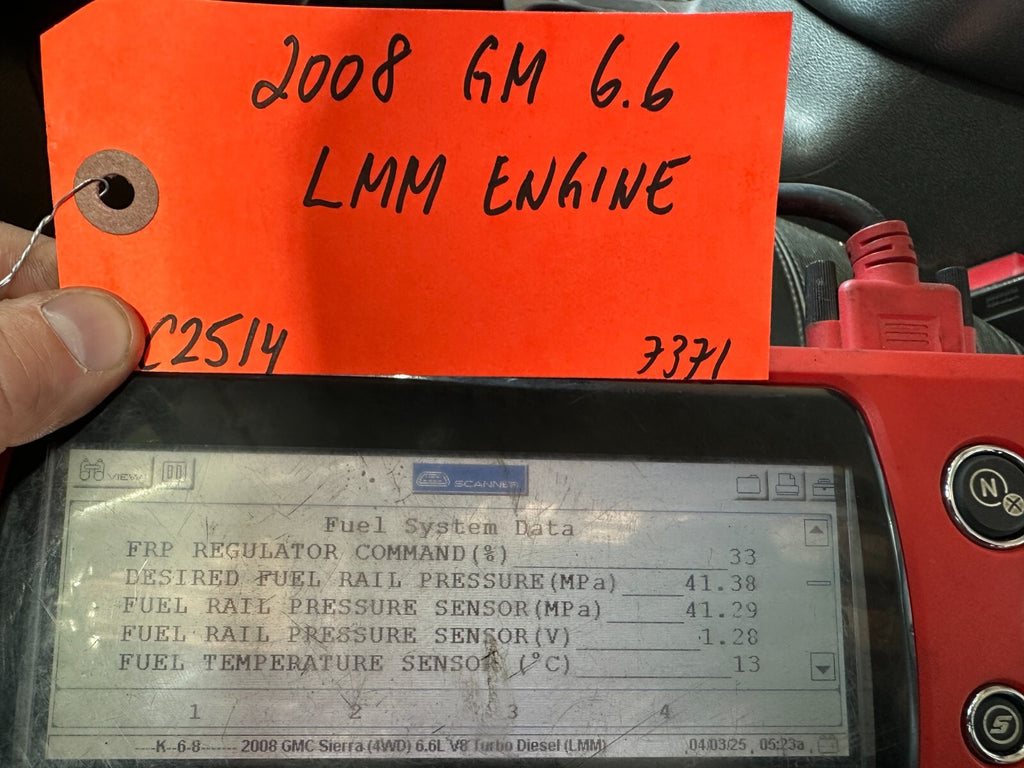 2008 GM 6.6
LMM ENGINE
C2514 7371
VIEW SCANNER
Fuel System Data
FRP REGULATOR COMMAND(%) 33
DESIRED FUEL RAIL PRESSURE(MPa) 41.38
FUEL RAIL PRESSURE SENSOR(MPa) 41.29
FUEL RAIL PRESSURE SENSOR(V) 1.28
FUEL TEMPERATURE SENSOR (°C) 13
1 2 3 4
----K--6-8------- 2008 GMC Sierra (4WD) 6.6L V8 Turbo Diesel (LMM) 04/03/25 05:23a
N
S